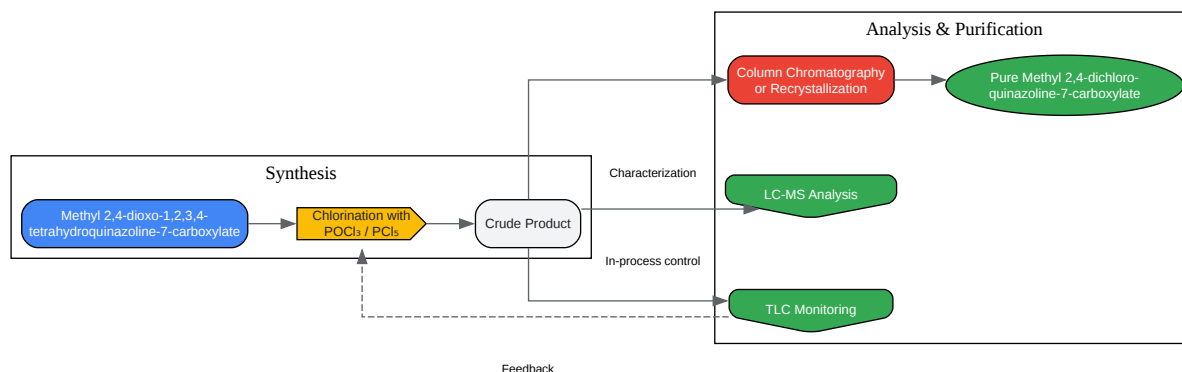 Analysis & Purification
Column Chromatography
or Recrystallization
Pure Methyl 2,4-dichloro-
quinazoline-7-carboxylate
Synthesis
Characterization
LC-MS Analysis
Methyl 2,4-dioxo-1,2,3,4-
tetrahydroquinazoline-7-carboxylate
Chlorination with
POCl₃ / PCl₅
Crude Product
In-process control
TLC Monitoring
Feedback